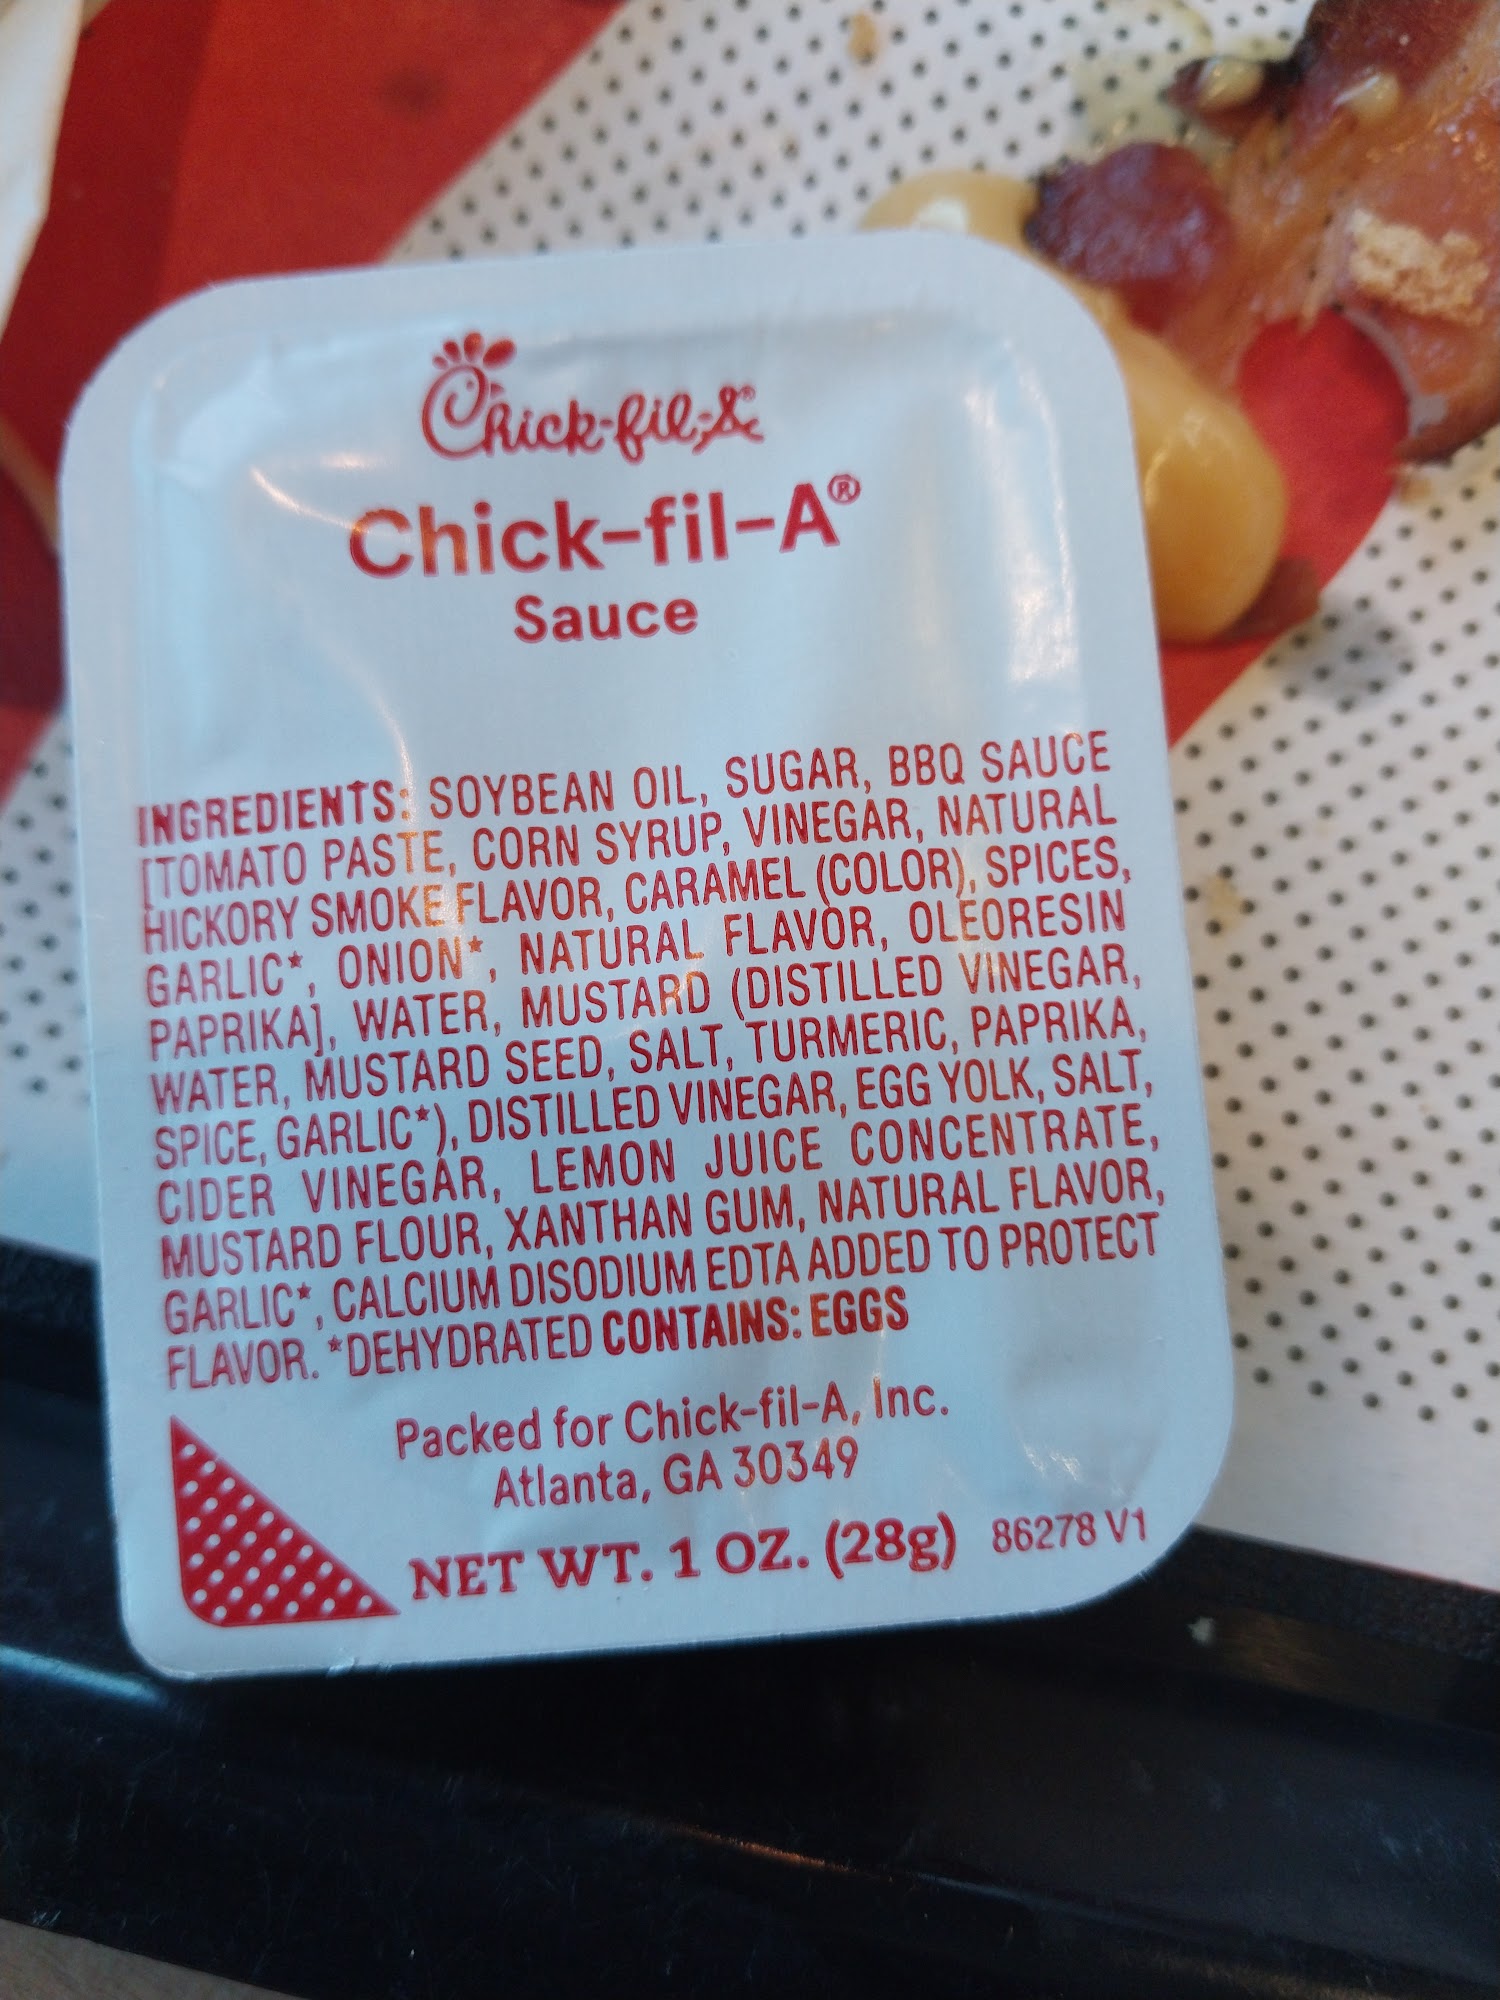 Chick-fil-A®
Chick-fil-A®
Sauce
INGREDIENTS: SOYBEAN OIL, SUGAR, BBQ SAUCE
[TOMATO PASTE, CORN SYRUP, VINEGAR, NATURAL
HICKORY SMOKE FLAVOR, CARAMEL (COLOR), SPICES,
GARLIC*, ONION*, NATURAL FLAVOR, OLEORESIN
PAPRIKA], WATER, MUSTARD (DISTILLED VINEGAR,
WATER, MUSTARD SEED, SALT, TURMERIC, PAPRIKA,
SPICE, GARLIC*), DISTILLED VINEGAR, EGG YOLK, SALT,
CIDER VINEGAR, LEMON JUICE CONCENTRATE,
MUSTARD FLOUR, XANTHAN GUM, NATURAL FLAVOR,
GARLIC*, CALCIUM DISODIUM EDTA ADDED TO PROTECT
FLAVOR. *DEHYDRATED CONTAINS: EGGS
Packed for Chick-fil-A, Inc.
Atlanta, GA 30349
NET WT. 1 OZ. (28g) 86278 V1